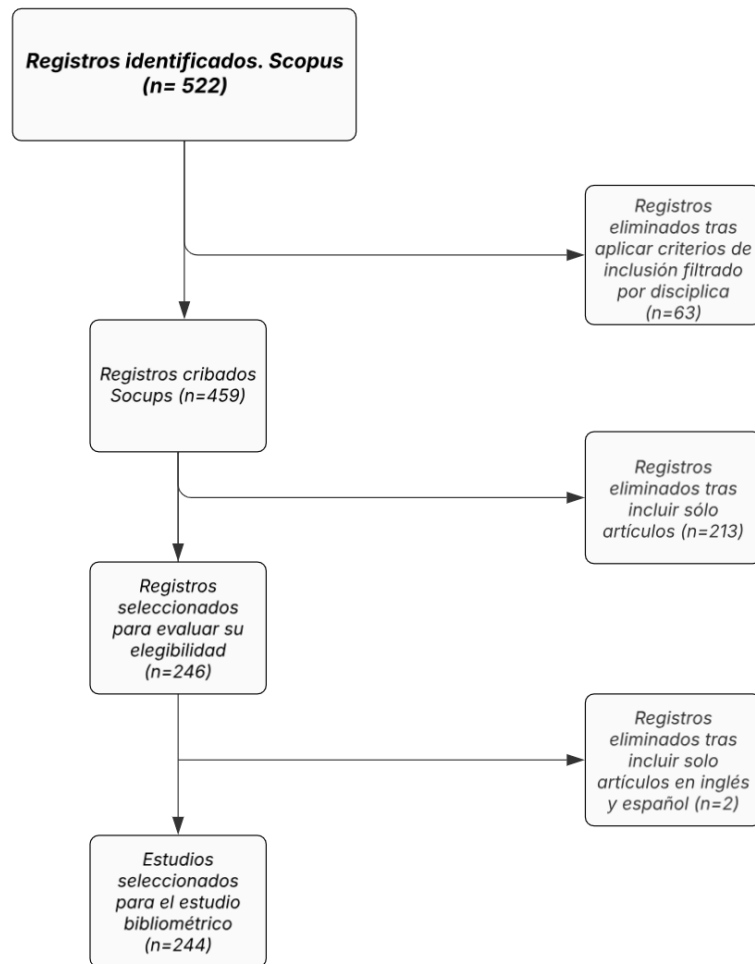 Registros identificados. Scopus
(n= 522)
Registros
eliminados tras
aplicar criterios de
inclusión filtrado
por disciplica
(n=63)
Registros cribados
Socups (n=459)
Registros
eliminados tras
incluir sólo
artículos (n=213)
Registros
seleccionados
para evaluar su
elegibilidad
(n=246)
Registros
eliminados tras
incluir solo
artículos en inglés
y español (n=2)
Estudios
seleccionados
para el estudio
bibliométrico
(n=244)